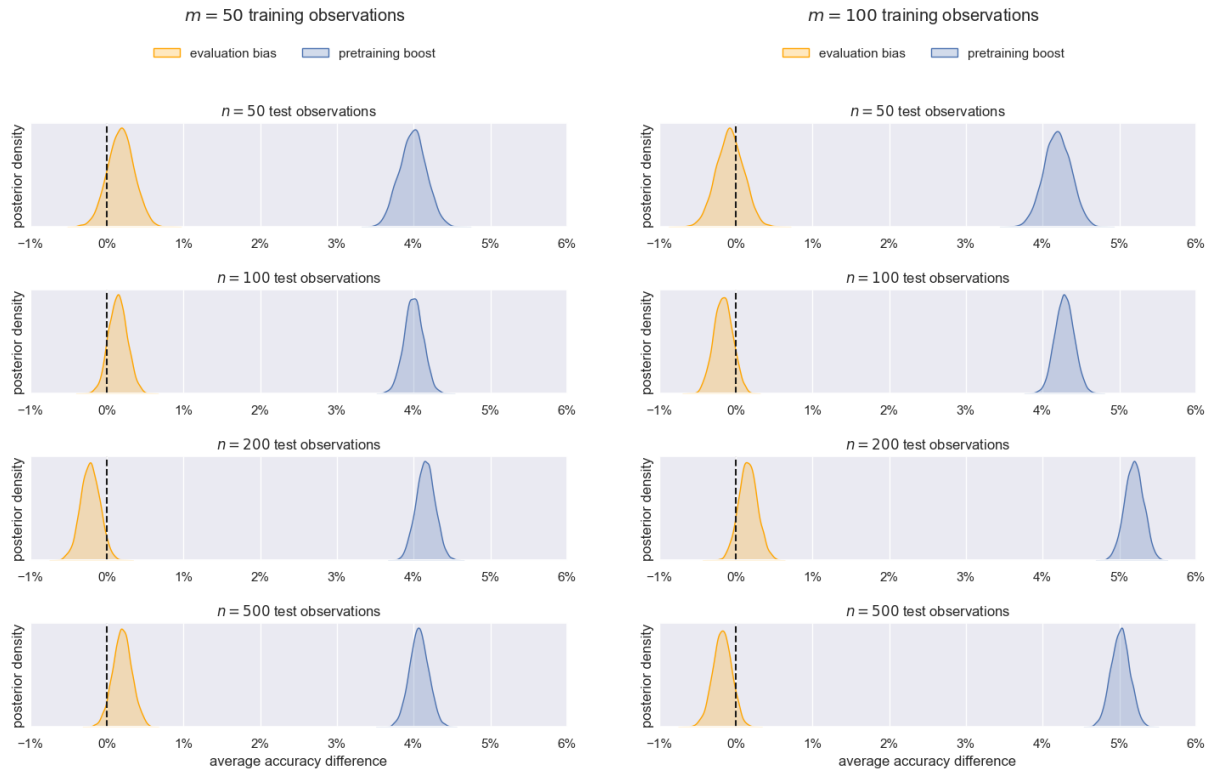 m = 50 training observations
evaluation bias pretraining boost
n = 50 test observations
posterior density
−1% 0% 1% 2% 3% 4% 5% 6%
n = 100 test observations
posterior density
−1% 0% 1% 2% 3% 4% 5% 6%
n = 200 test observations
posterior density
−1% 0% 1% 2% 3% 4% 5% 6%
n = 500 test observations
posterior density
−1% 0% 1% 2% 3% 4% 5% 6%
average accuracy difference
m = 100 training observations
evaluation bias pretraining boost
n = 50 test observations
posterior density
−1% 0% 1% 2% 3% 4% 5% 6%
n = 100 test observations
posterior density
−1% 0% 1% 2% 3% 4% 5% 6%
n = 200 test observations
posterior density
−1% 0% 1% 2% 3% 4% 5% 6%
n = 500 test observations
posterior density
−1% 0% 1% 2% 3% 4% 5% 6%
average accuracy difference